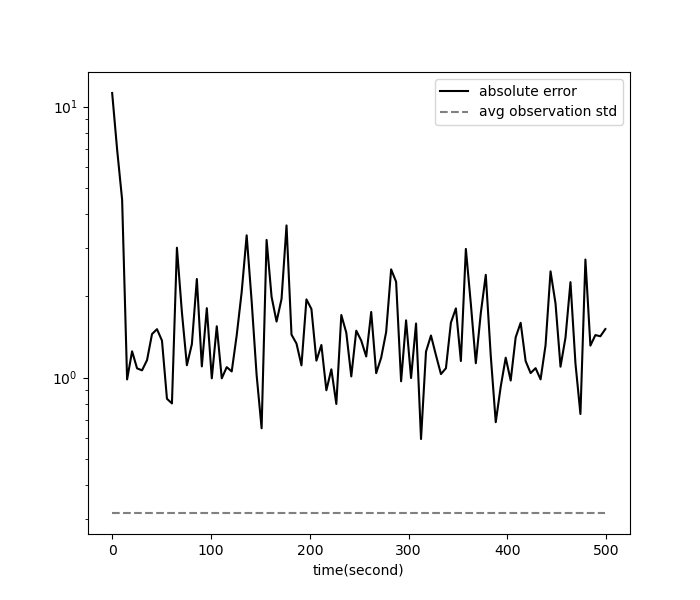 absolute error
avg observation std
10¹
10⁰
0 100 200 300 400 500
time(second)